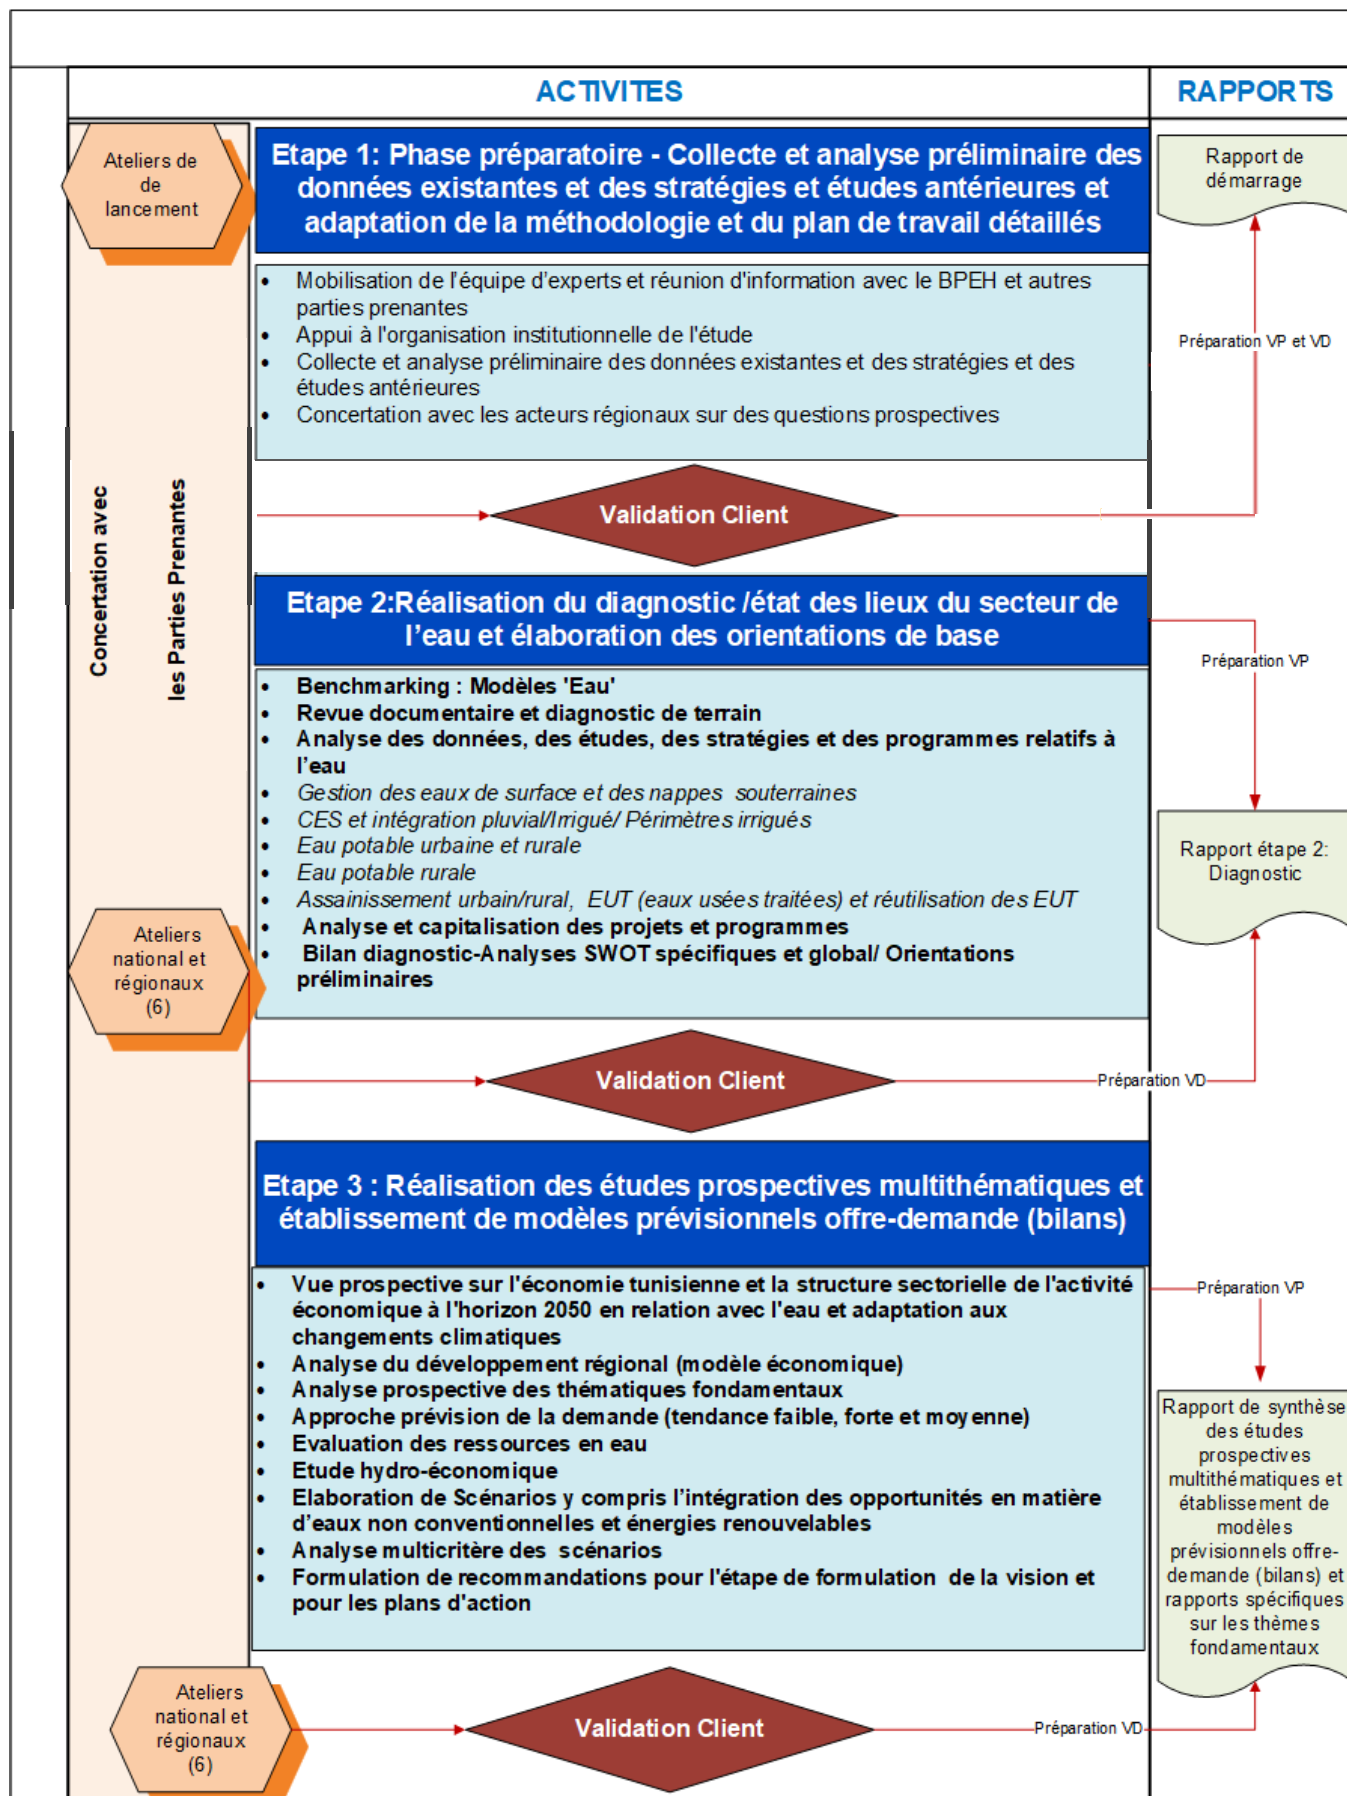 ACTIVITES
RAPPORTS
Ateliers de
de
lancement
Etape 1: Phase préparatoire - Collecte et analyse préliminaire des
données existantes et des stratégies et études antérieures et
adaptation de la méthodologie et du plan de travail détaillés
Rapport de
démarrage
• Mobilisation de l'équipe d'experts et réunion d'information avec le BPEH et autres
parties prenantes
• Appui à l'organisation institutionnelle de l'étude
• Collecte et analyse préliminaire des données existantes et des stratégies et des
études antérieures
• Concertation avec les acteurs régionaux sur des questions prospectives
Préparation VP et VD
Concertation avec
les Parties Prenantes
Validation Client
Etape 2:Réalisation du diagnostic /état des lieux du secteur de
l'eau et élaboration des orientations de base
Préparation VP
• Benchmarking : Modèles 'Eau'
• Revue documentaire et diagnostic de terrain
• Analyse des données, des études, des stratégies et des programmes relatifs à
l'eau
• Gestion des eaux de surface et des nappes souterraines
• CES et intégration pluvial/Irrigué/ Périmètres irrigués
• Eau potable urbaine et rurale
• Eau potable rurale
• Assainissement urbain/rural, EUT (eaux usées traitées) et réutilisation des EUT
• Analyse et capitalisation des projets et programmes
• Bilan diagnostic-Analyses SWOT spécifiques et global/ Orientations
préliminaires
Rapport étape 2:
Diagnostic
Ateliers
national et
régionaux
(6)
Validation Client
Préparation VD
Etape 3 : Réalisation des études prospectives multithématiques et
établissement de modèles prévisionnels offre-demande (bilans)
• Vue prospective sur l'économie tunisienne et la structure sectorielle de l'activité
économique à l'horizon 2050 en relation avec l'eau et adaptation aux
changements climatiques
• Analyse du développement régional (modèle économique)
• Analyse prospective des thématiques fondamentaux
• Approche prévision de la demande (tendance faible, forte et moyenne)
• Evaluation des ressources en eau
• Etude hydro-économique
• Elaboration de Scénarios y compris l'intégration des opportunités en matière
d'eaux non conventionnelles et énergies renouvelables
• Analyse multicritère des scénarios
• Formulation de recommandations pour l'étape de formulation de la vision et
pour les plans d'action
Préparation VP
Rapport de synthèse
des études
prospectives
multithématiques et
établissement de
modèles
prévisionnels offre-
demande (bilans) et
rapports spécifiques
sur les thèmes
fondamentaux
Ateliers
national et
régionaux
(6)
Validation Client
Préparation VD